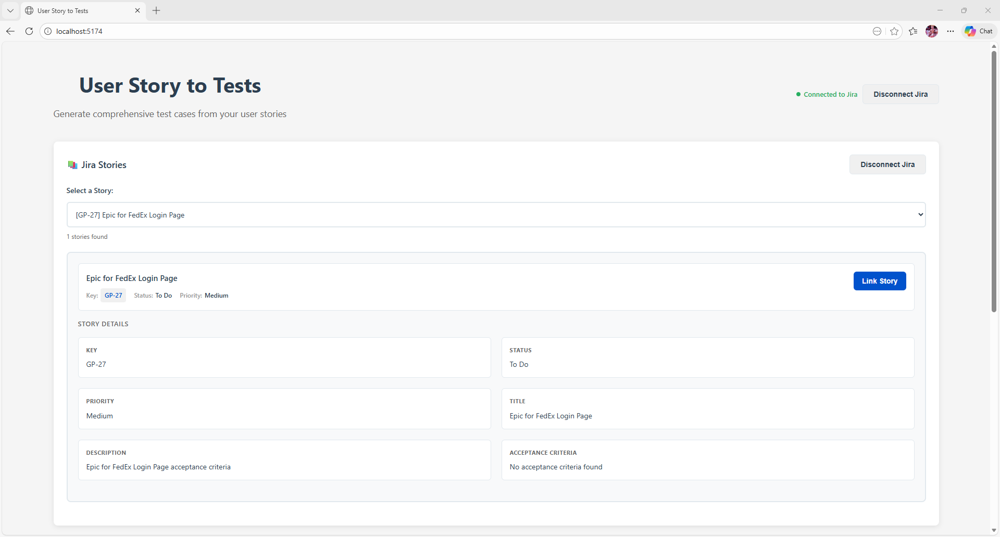 User Story to Tests
localhost:5174
Chat
User Story to Tests
Generate comprehensive test cases from your user stories
Connected to Jira
Disconnect Jira
Jira Stories
Disconnect Jira
Select a Story:
[GP-27] Epic for FedEx Login Page
1 stories found
Epic for FedEx Login Page
Key: GP-27 Status: To Do Priority: Medium
Link Story
STORY DETAILS
KEY
GP-27
STATUS
To Do
PRIORITY
Medium
TITLE
Epic for FedEx Login Page
DESCRIPTION
Epic for FedEx Login Page acceptance criteria
ACCEPTANCE CRITERIA
No acceptance criteria found